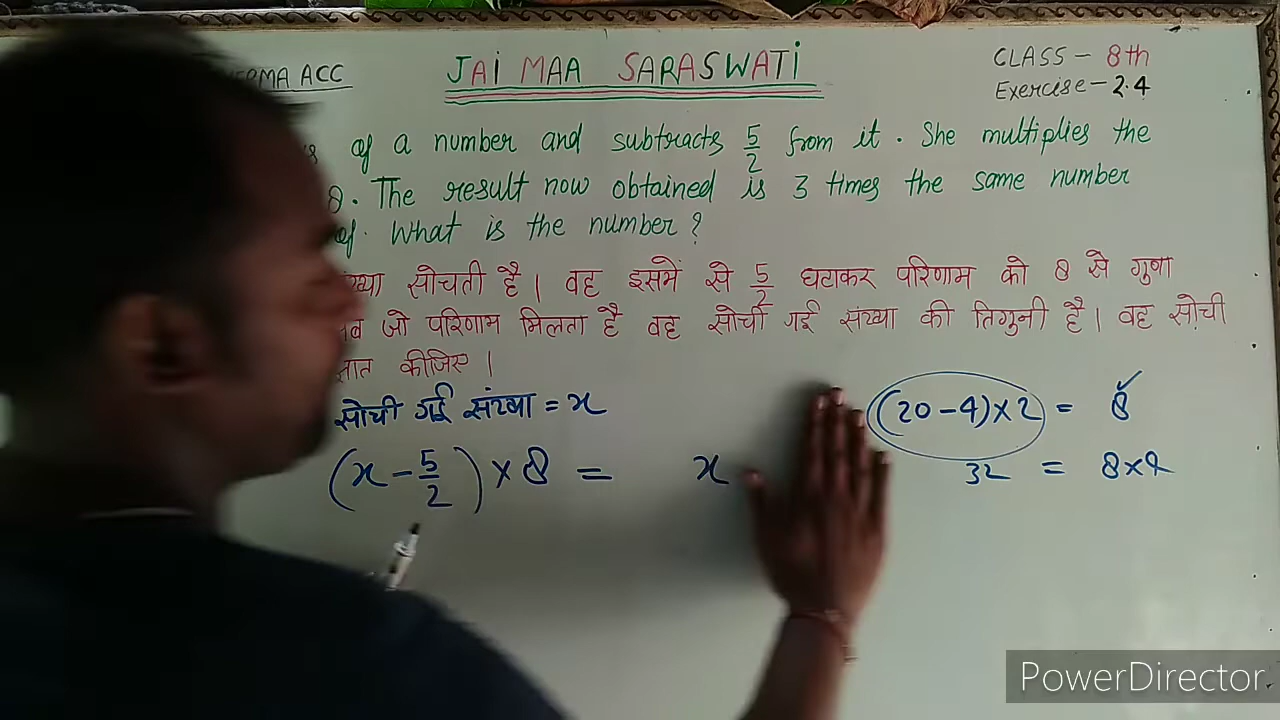 ACC
JAI MAA SARASWATI
CLASS - 8th
Exercise - 2.4
of a number and subtracts 5/2 from it. She multiplies the
8. The result now obtained is 3 times the same number
of. What is the number?
सोचती है। वह इसमें से 5/2 घटाकर परिणाम को 8 से गुणा
जो परिणाम मिलता है वह सोची गई संख्या की तिगुनी है। वह सोची
कीजिए।
सोची गई संख्या = x
(20-4)×2 = 8
(x - 5/2) × 8 = x
32 = 8×
PowerDirector